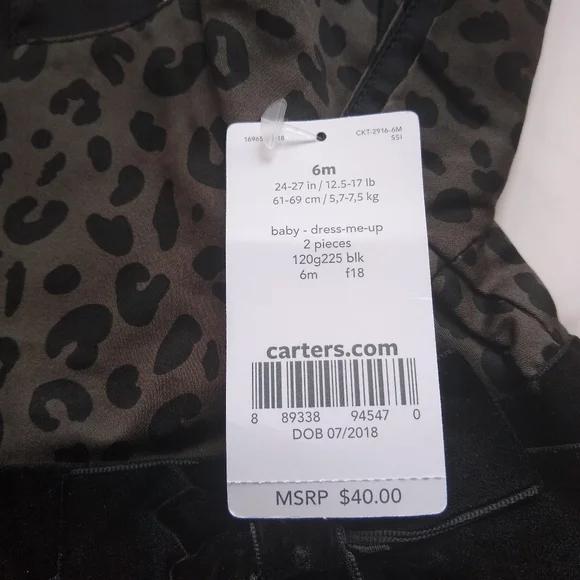 CKT-2916-6M
SSI
6m
24-27 in / 12.5-17 lb
61-69 cm / 5,7-7,5 kg
baby - dress-me-up
2 pieces
120g225 blk
6m f18
carters.com
8 89338 94547 0
DOB 07/2018
MSRP $40.00